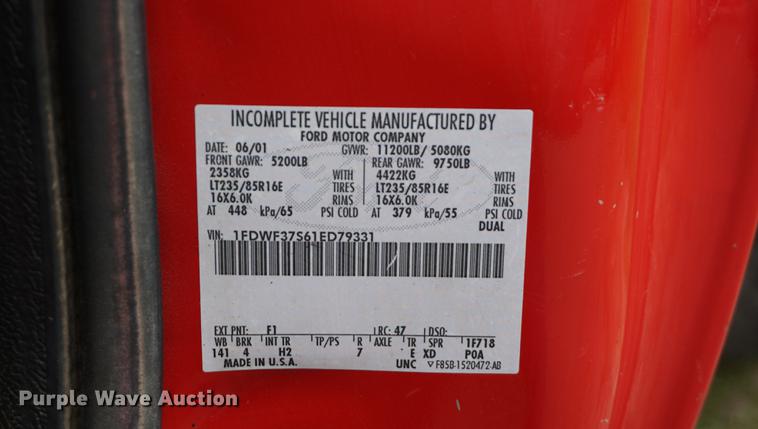 INCOMPLETE VEHICLE MANUFACTURED BY
FORD MOTOR COMPANY
DATE: 06/01 GVWR: 11200LB/ 5080KG
FRONT GAWR: 5200LB REAR GAWR: 9750LB
2358KG WITH 4422KG WITH
LT235/85R16E TIRES LT235/85R16E TIRES
16X6.0K RIMS 16X6.0K RIMS
AT 448 kPa/65 PSI COLD AT 379 kPa/55 PSI COLD
DUAL
VIN: 1FDWF37S61ED79331
EXT PNT: F1 RC: 47 DSO:
WB BRK INT TR TP/PS R AXLE TR SPR 1F718
141 4 H2 7 E XD P0A
MADE IN U.S.A. UNC ▽ F85B-1520472-AB
Purple Wave Auction